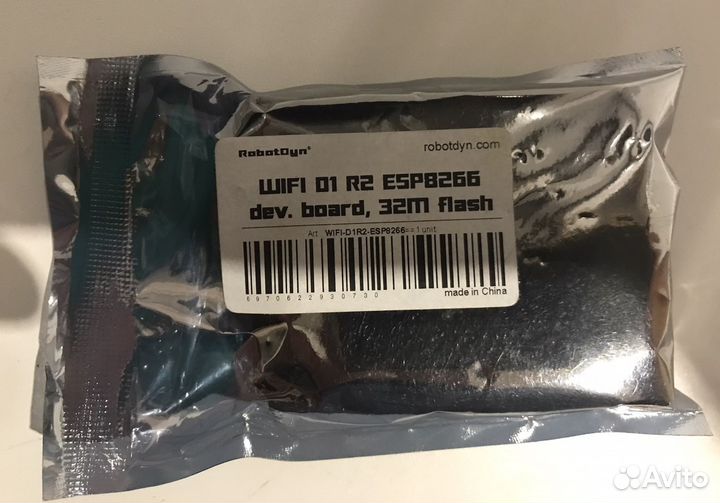 RobotDyn® robotdyn.com
WIFI D1 R2 ESP8266
dev. board, 32M flash
Art. WIFI-D1R2-ESP8266== 1 unit
6970622930730
made in China
Avito